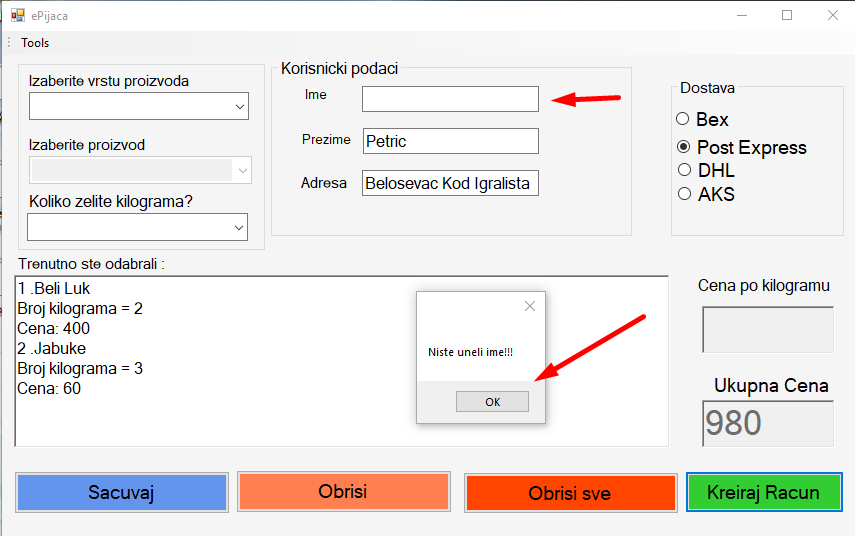 ePijaca
Tools
Izaberite vrstu proizvoda
Izaberite proizvod
Koliko zelite kilograma?
Korisnicki podaci
Ime
Prezime Petric
Adresa Belosevac Kod Igralista
Dostava
Bex
Post Express
DHL
AKS
Trenutno ste odabrali :
1 .Beli Luk
Broj kilograma = 2
Cena: 400
2 .Jabuke
Broj kilograma = 3
Cena: 60
Niste uneli ime!!!
OK
Cena po kilogramu
Ukupna Cena
980
Sacuvaj
Obrisi
Obrisi sve
Kreiraj Racun